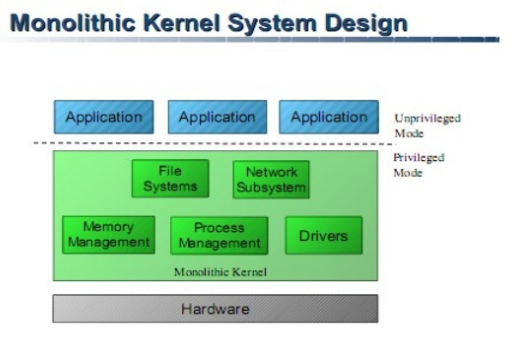 Monolithic Kernel System Design
Application Application Application
Unprivileged
Mode
Privileged
Mode
File
Systems
Network
Subsystem
Memory
Management
Process
Management
Drivers
Monolithic Kernel
Hardware